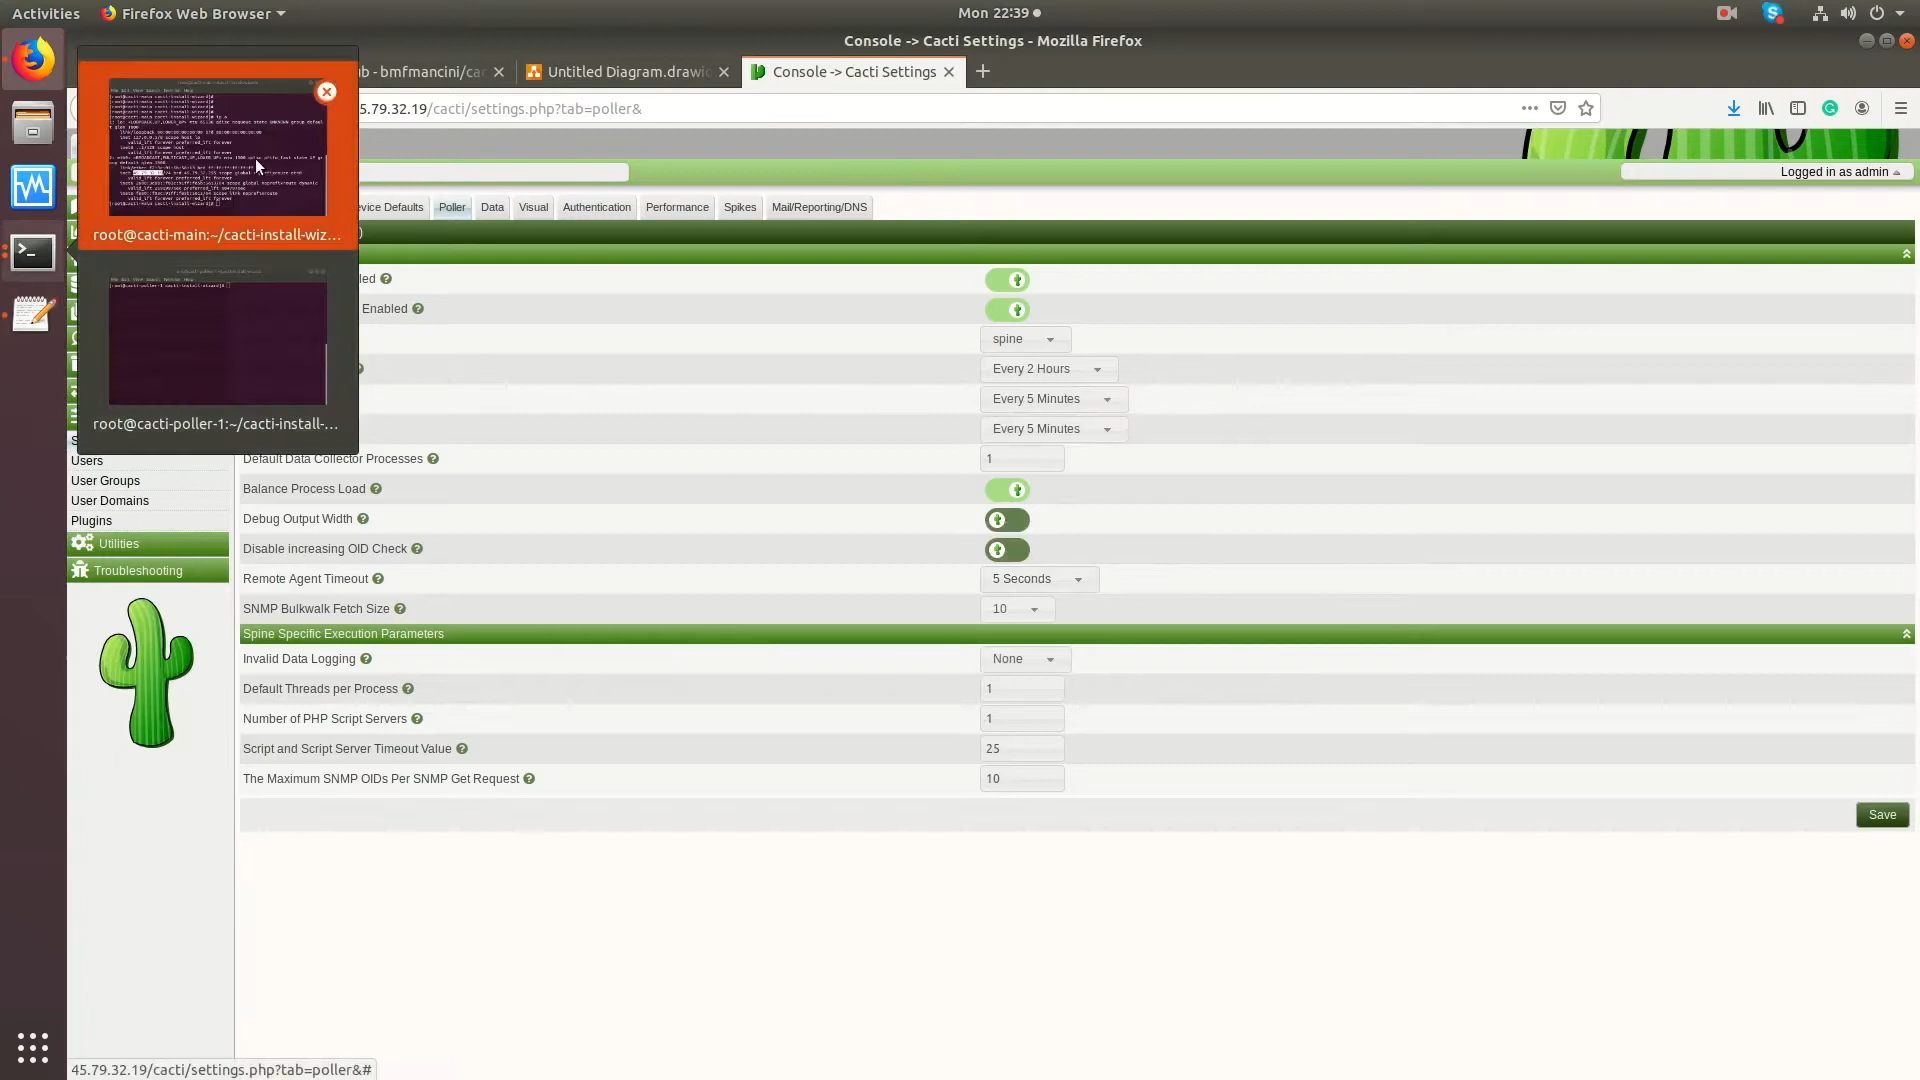 Activities Firefox Web Browser Mon 22:39
Console -> Cacti Settings - Mozilla Firefox
ub - bmfmancini/cac Untitled Diagram.drawio Console -> Cacti Settings
5.79.32.19/cacti/settings.php?tab=poller&
Logged in as admin
Device Defaults Poller Data Visual Authentication Performance Spikes Mail/Reporting/DNS
root@cacti-main:~/cacti-install-wiz...
)
led
Enabled
spine
Every 2 Hours
Every 5 Minutes
root@cacti-poller-1:~/cacti-install-...
Every 5 Minutes
Users
Default Data Collector Processes 1
User Groups
Balance Process Load
User Domains
Plugins
Debug Output Width
Utilities
Disable increasing OID Check
Troubleshooting
Remote Agent Timeout 5 Seconds
SNMP Bulkwalk Fetch Size 10
Spine Specific Execution Parameters
Invalid Data Logging None
Default Threads per Process 1
Number of PHP Script Servers 1
Script and Script Server Timeout Value 25
The Maximum SNMP OIDs Per SNMP Get Request 10
Save
45.79.32.19/cacti/settings.php?tab=poller&#